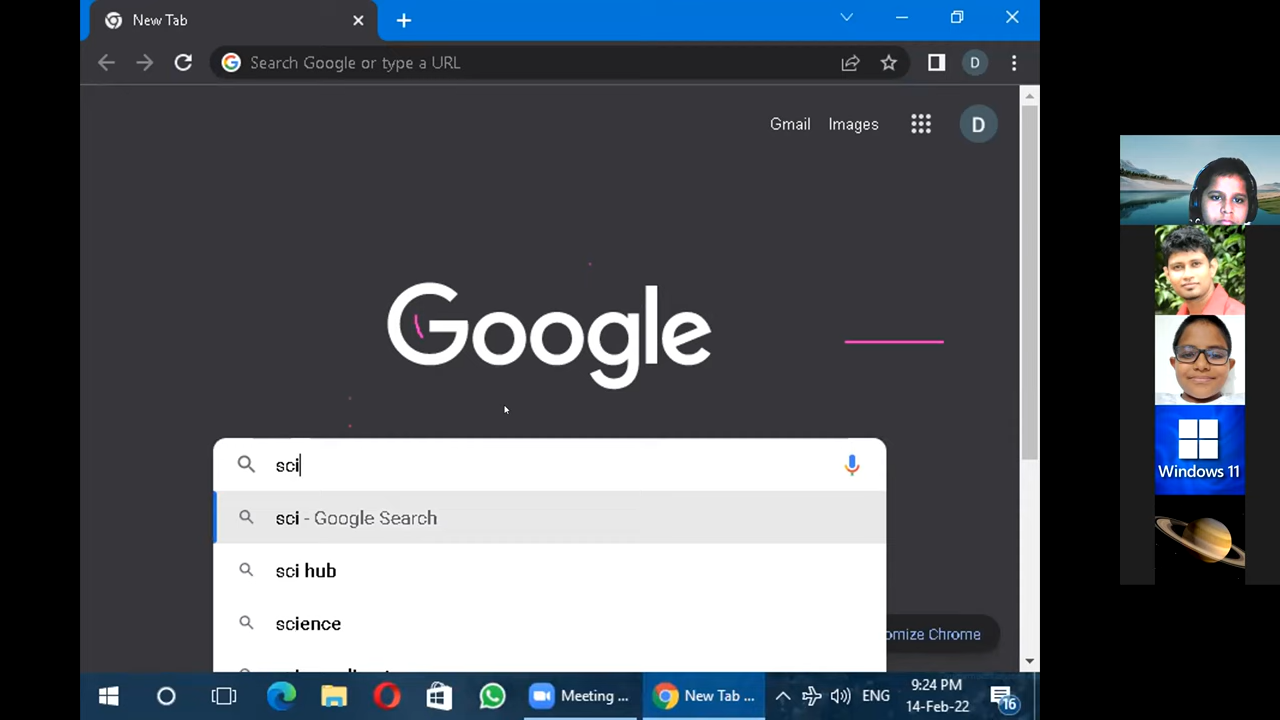 New Tab
Search Google or type a URL
D
Gmail
Images
D
Google
sci
sci - Google Search
sci hub
science
omize Chrome
Windows 11
Meeting ...
New Tab ...
ENG
9:24 PM
14-Feb-22
16